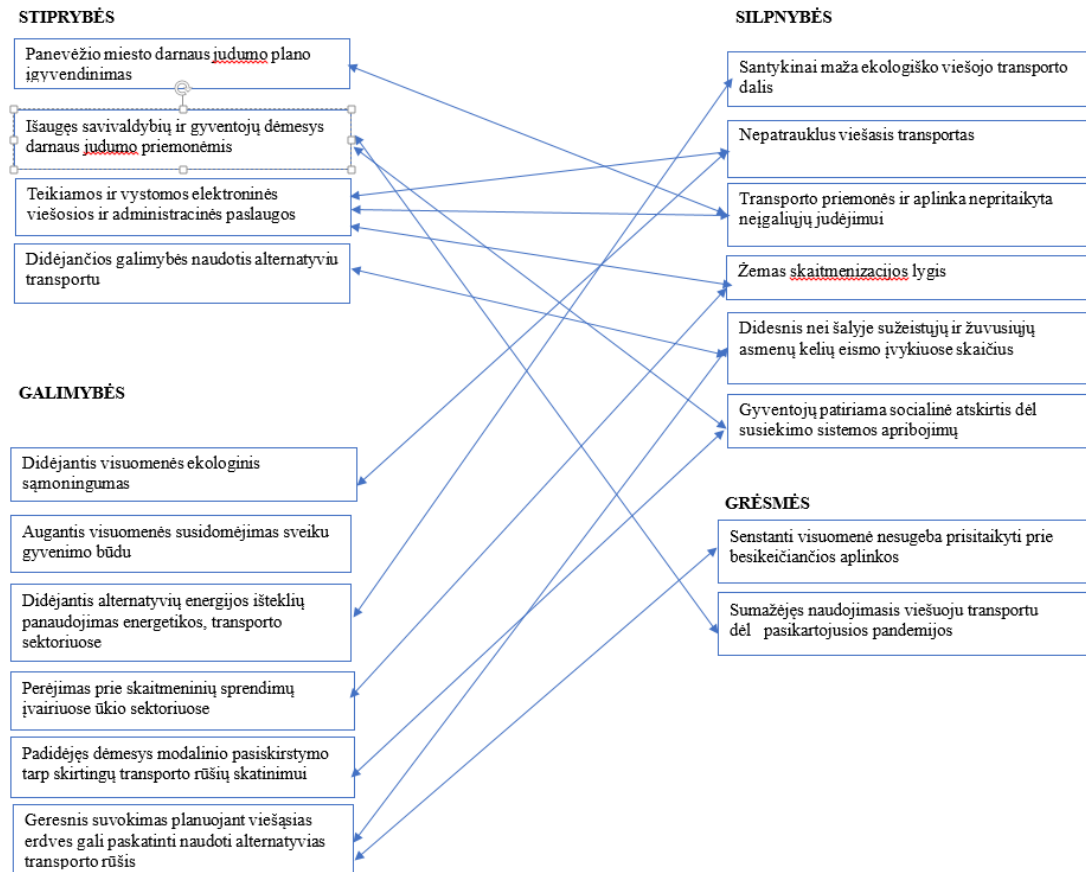 STIPRYBĖS
Panevėžio miesto darnaus judumo plano
įgyvendinimas
Išaugęs savivaldybių ir gyventojų dėmesys
darnaus judumo priemonėmis
Teikiamos ir vystomos elektroninės
viešosios ir administracinės paslaugos
Didėjančios galimybės naudotis alternatyviu
transportu
GALIMYBĖS
Didėjantis visuomenės ekologinis
sąmoningumas
Augantis visuomenės susidomėjimas sveiku
gyvenimo būdu
Didėjantis alternatyvių energijos išteklių
panaudojimas energetikos, transporto
sektoriuose
Perėjimas prie skaitmeninių sprendimų
įvairiuose ūkio sektoriuose
Padidėjęs dėmesys modalinio pasiskirstymo
tarp skirtingų transporto rūšių skatinimui
Geresnis suvokimas planuojant viešąsias
erdves gali paskatinti naudoti alternatyvias
transporto rūšis
SILPNYBĖS
Santykinai maža ekologiško viešojo transporto
dalis
Nepatrauklus viešasis transportas
Transporto priemonės ir aplinka nepritaikyta
neįgaliųjų judėjimui
Žemas skaitmenizacijos lygis
Didesnis nei šalyje sužeistųjų ir žuvusiųjų
asmenų kelių eismo įvykiuose skaičius
Gyventojų patiriama socialinė atskirtis dėl
susiekimo sistemos apribojimų
GRĖSMĖS
Senstanti visuomenė nesugeba prisitaikyti prie
besikeičiančios aplinkos
Sumažėjęs naudojimasis viešuoju transportu
dėl pasikartojusios pandemijos